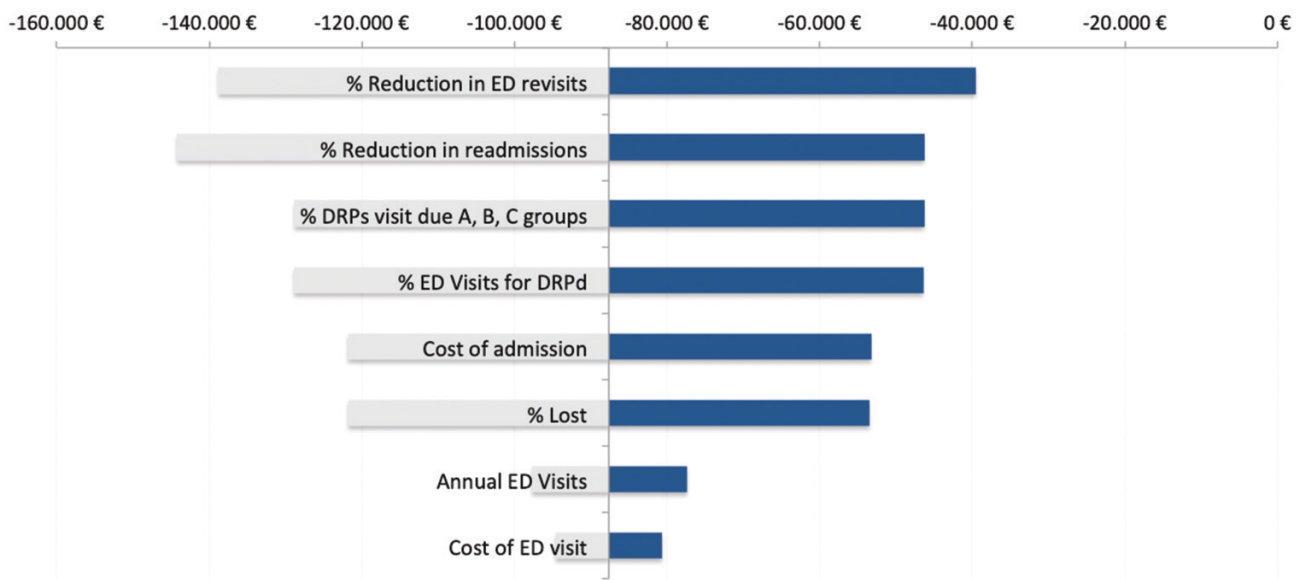 -160.000 € -140.000 € -120.000 € -100.000 € -80.000 € -60.000 € -40.000 € -20.000 € 0 €
% Reduction in ED revisits
% Reduction in readmissions
% DRPs visit due A, B, C groups
% ED Visits for DRPd
Cost of admission
% Lost
Annual ED Visits
Cost of ED visit